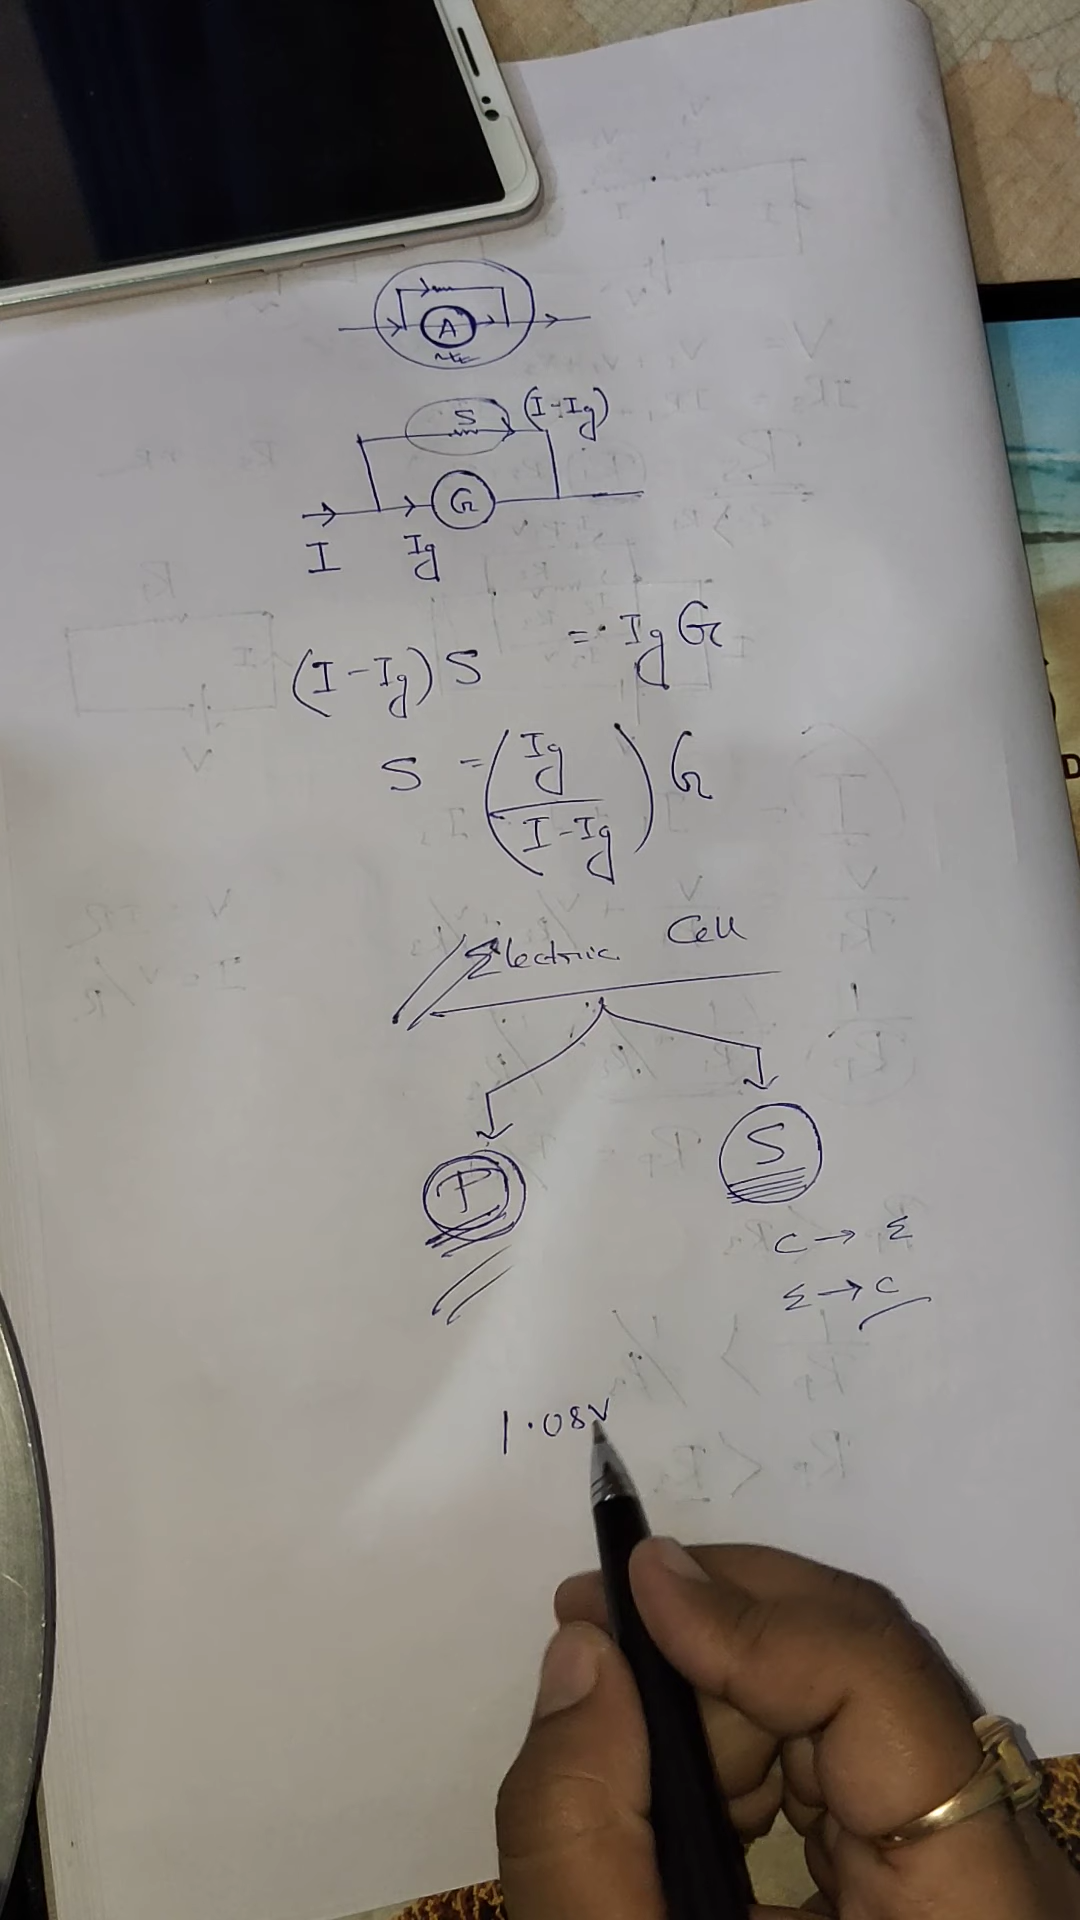 A
S (I-Ig)
G
I Ig
(I-Ig) S = Ig G
S = (Ig / I-Ig) G
Electric Cell
P S
C → E
E → C
1.08V